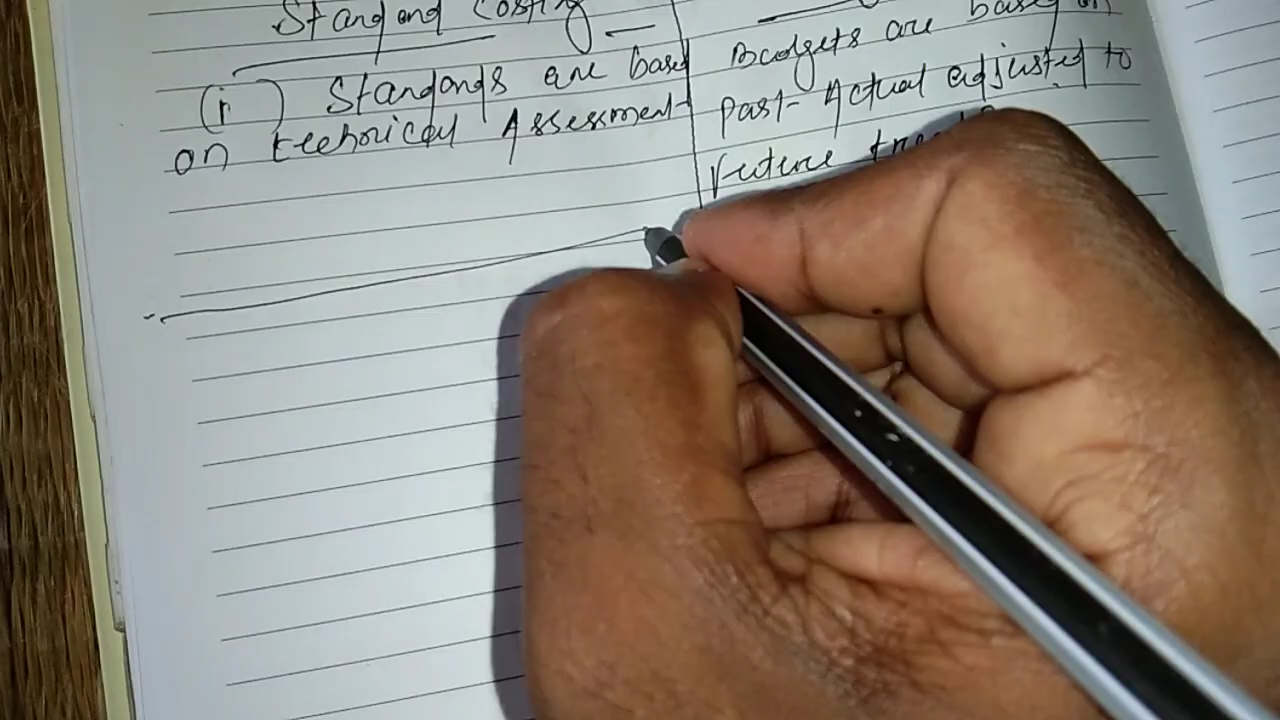 Standard Costing
(i) Standards are based
on technical Assessment
Budgets are based on
past Actual adjusted to
future